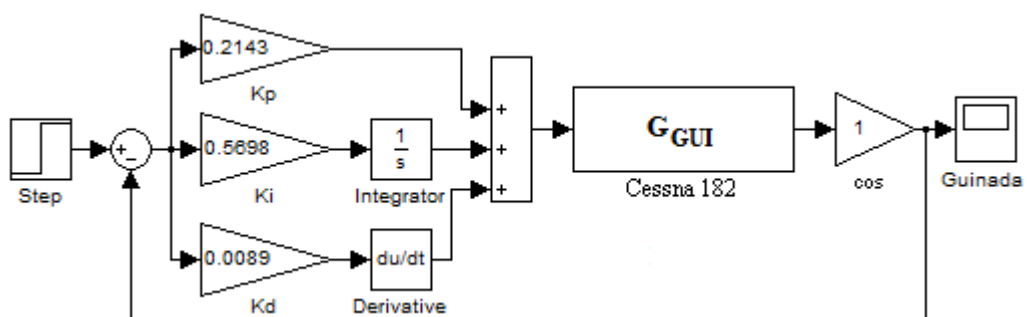 0.2143
Kp
Step
+
−
0.5698
Ki
1
s
Integrator
0.0089
Kd
du/dt
Derivative
+
+
+
G_GUI
Cessna 182
1
cos
Guinada